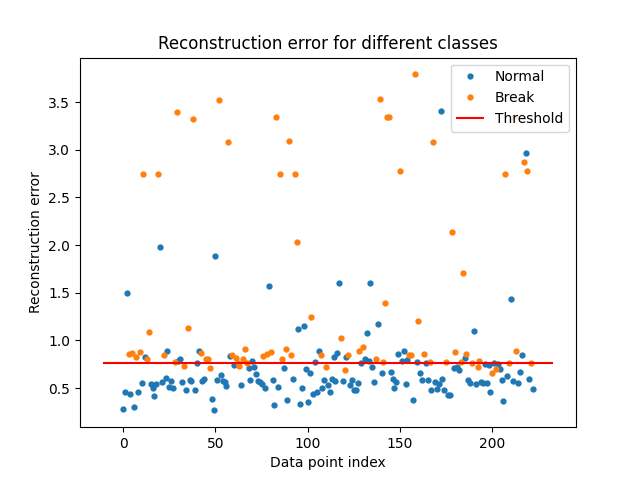 Reconstruction error for different classes
Normal
Break
Threshold
3.5
3.0
2.5
2.0
1.5
1.0
0.5
Reconstruction error
0
50
100
150
200
Data point index